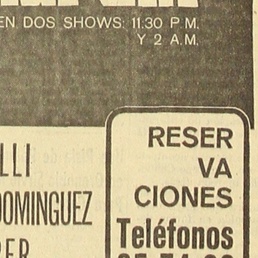 EN DOS SHOWS: 11:30 P.M.
Y 2 A.M.
LLI
DOMINGUEZ
RESER
VA
CIONES
Teléfonos